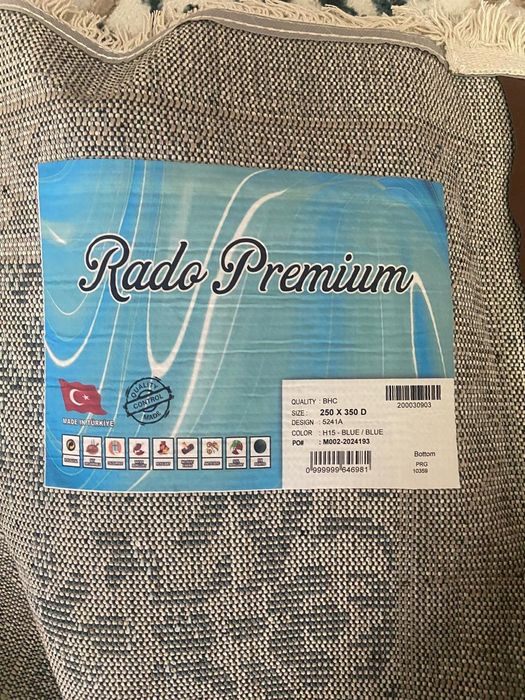 Rado Premium
MADE IN TURKIYE
QUALITY
CONTROL
MADE
QUALITY : BHC
SIZE : 250 X 350 D
DESIGN : 5241A
COLOR : H15 - BLUE / BLUE
PO# : M002-2024193
200030903
0 999999 646981
Bottom
PRG
10359